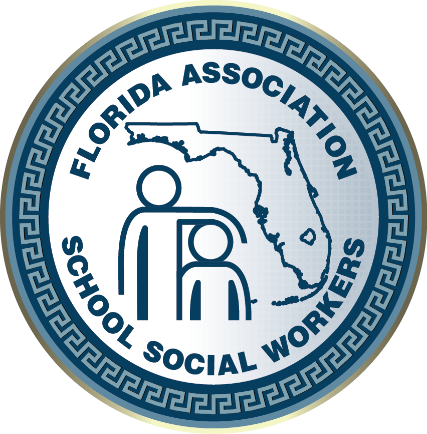 FLORIDA ASSOCIATION
SCHOOL SOCIAL WORKERS